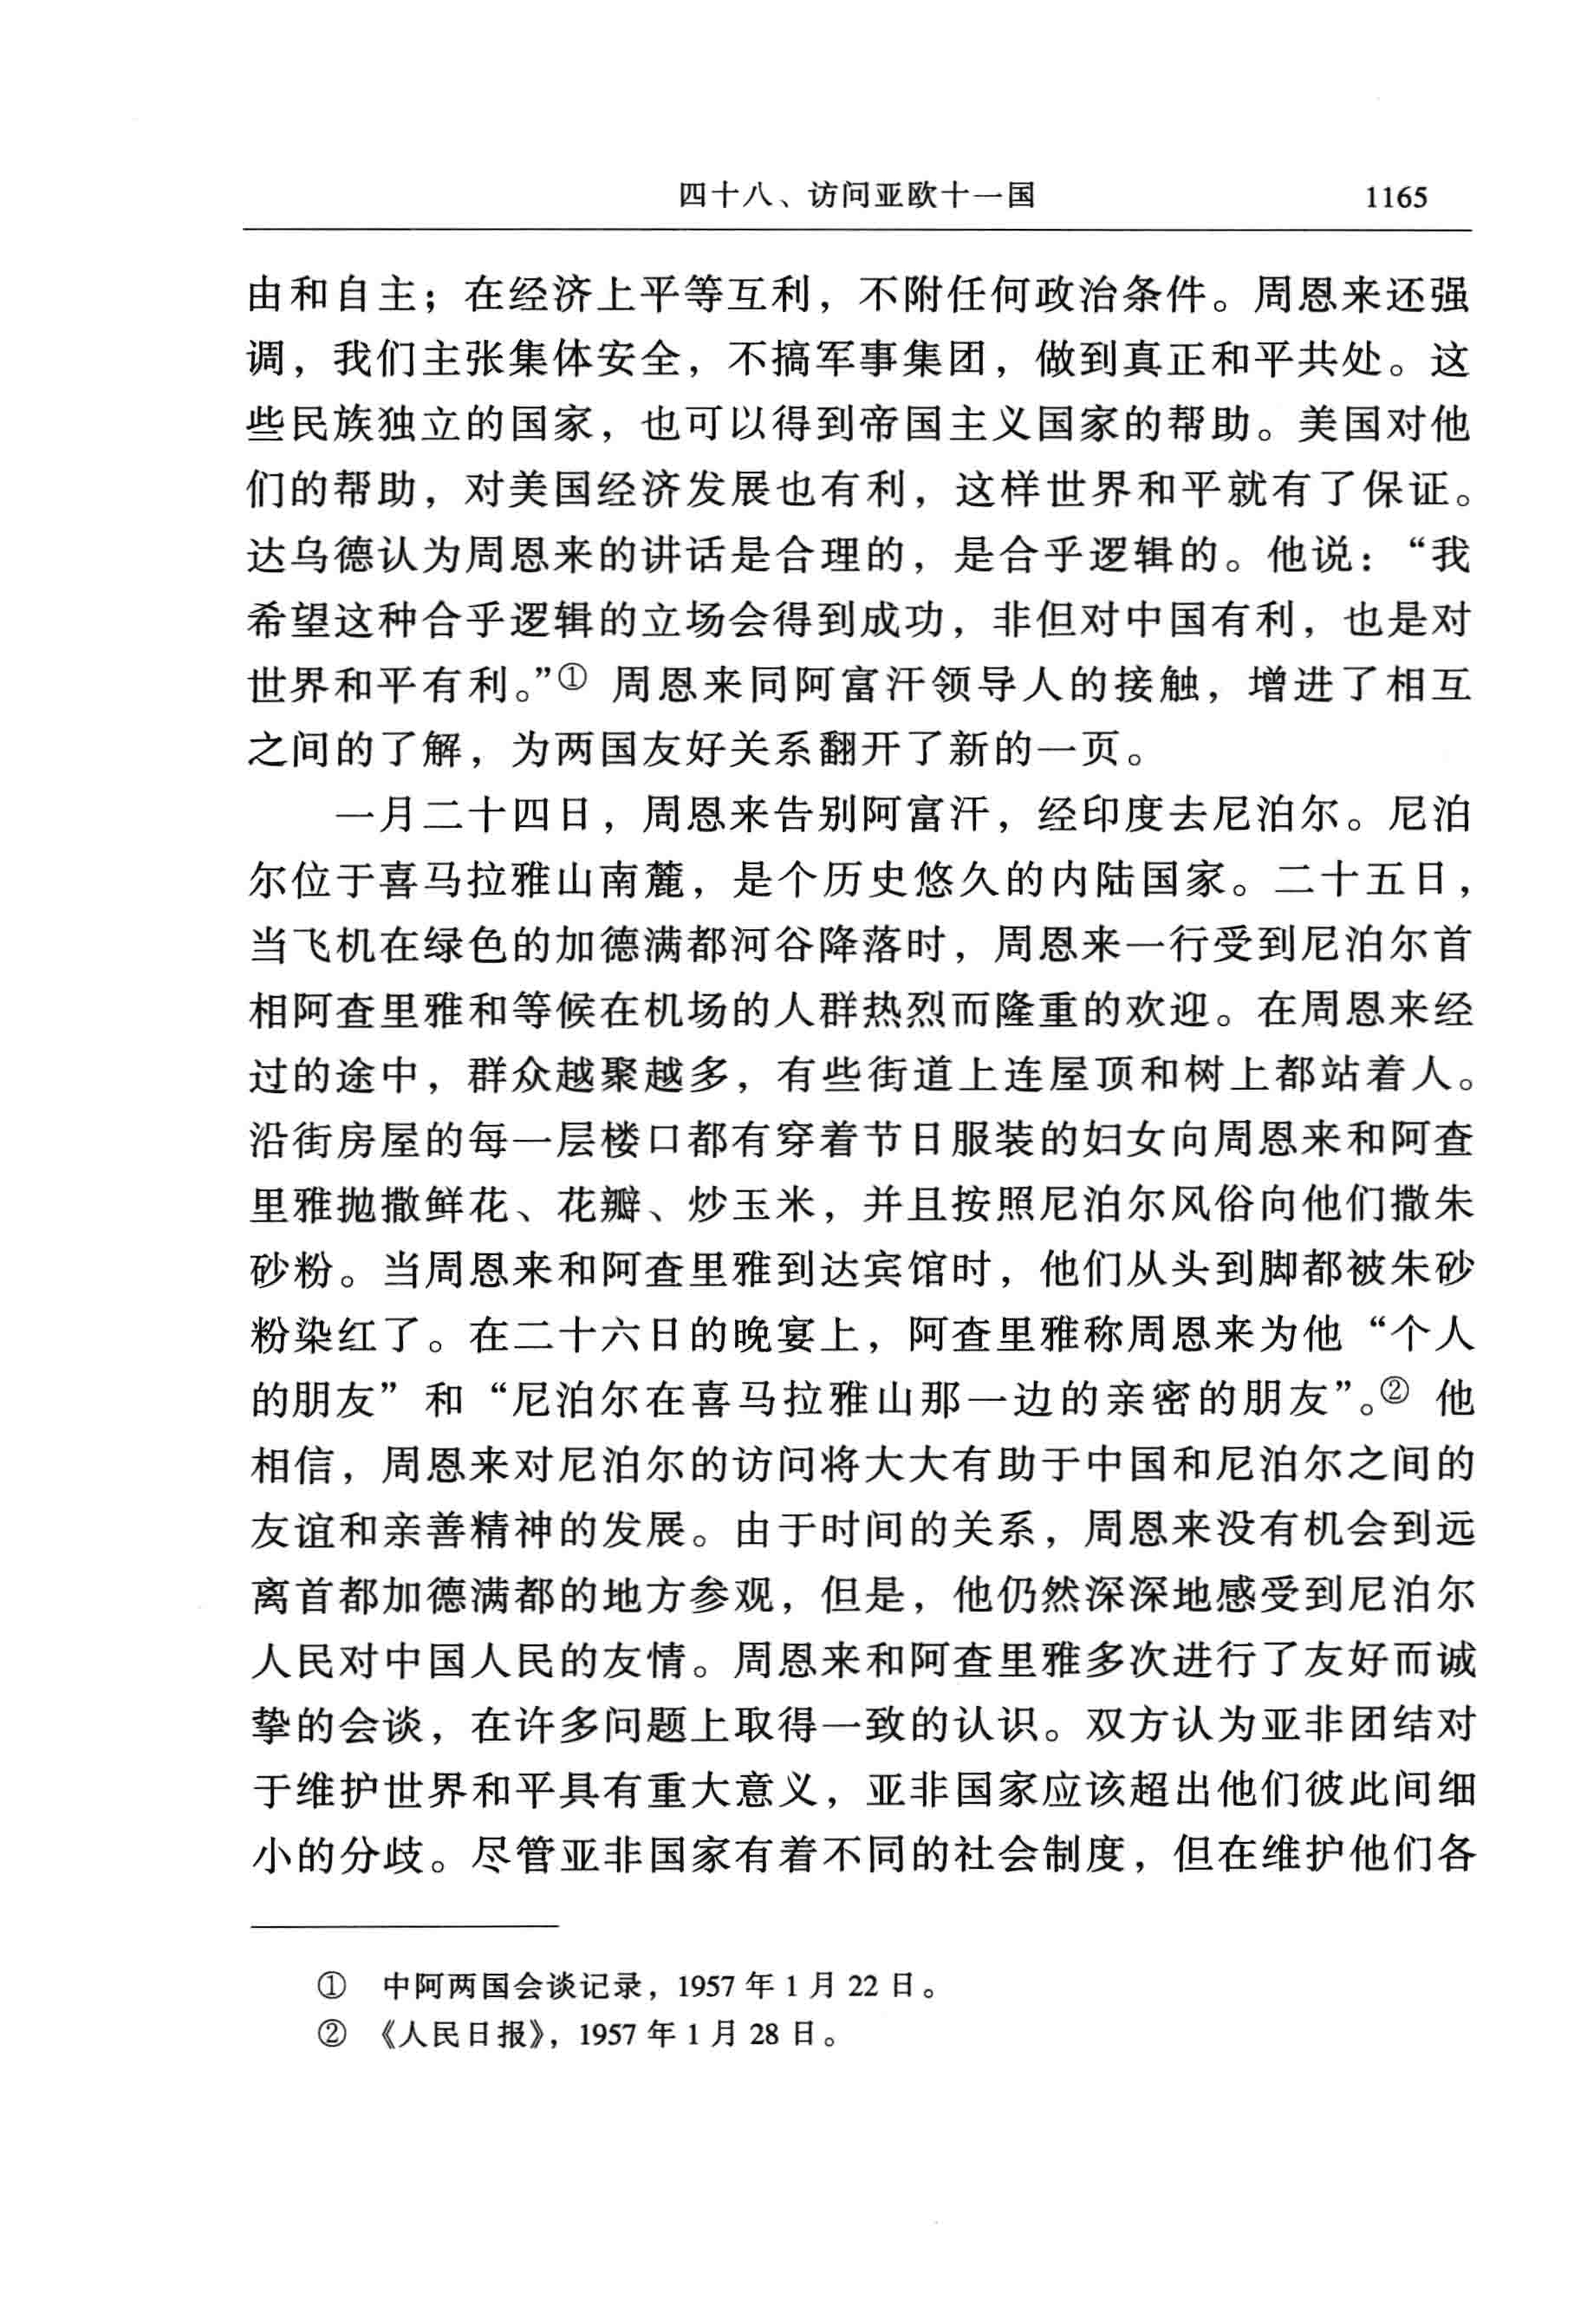 四十八、访问亚欧十一国 1165
由和自主；在经济上平等互利，不附任何政治条件。周恩来还强
调，我们主张集体安全，不搞军事集团，做到真正和平共处。这
些民族独立的国家，也可以得到帝国主义国家的帮助。美国对他
们的帮助，对美国经济发展也有利，这样世界和平就有了保证。
达乌德认为周恩来的讲话是合理的，是合乎逻辑的。他说：“我
希望这种合乎逻辑的立场会得到成功，非但对中国有利，也是对
世界和平有利。”① 周恩来同阿富汗领导人的接触，增进了相互
之间的了解，为两国友好关系翻开了新的一页。
一月二十四日，周恩来告别阿富汗，经印度去尼泊尔。尼泊
尔位于喜马拉雅山南麓，是个历史悠久的内陆国家。二十五日，
当飞机在绿色的加德满都河谷降落时，周恩来一行受到尼泊尔首
相阿查里雅和等候在机场的人群热烈而隆重的欢迎。在周恩来经
过的途中，群众越聚越多，有些街道上连屋顶和树上都站着人。
沿街房屋的每一层楼口都有穿着节日服装的妇女向周恩来和阿查
里雅抛撒鲜花、花瓣、炒玉米，并且按照尼泊尔风俗向他们撒朱
砂粉。当周恩来和阿查里雅到达宾馆时，他们从头到脚都被朱砂
粉染红了。在二十六日的晚宴上，阿查里雅称周恩来为他“个人
的朋友”和“尼泊尔在喜马拉雅山那一边的亲密的朋友”。② 他
相信，周恩来对尼泊尔的访问将大大有助于中国和尼泊尔之间的
友谊和亲善精神的发展。由于时间的关系，周恩来没有机会到远
离首都加德满都的地方参观，但是，他仍然深深地感受到尼泊尔
人民对中国人民的友情。周恩来和阿查里雅多次进行了友好而诚
挚的会谈，在许多问题上取得一致的认识。双方认为亚非团结对
于维护世界和平具有重大意义，亚非国家应该超出他们彼此间细
小的分歧。尽管亚非国家有着不同的社会制度，但在维护他们各
① 中阿两国会谈记录，1957 年 1 月 22 日。
② 《人民日报》，1957 年 1 月 28 日。